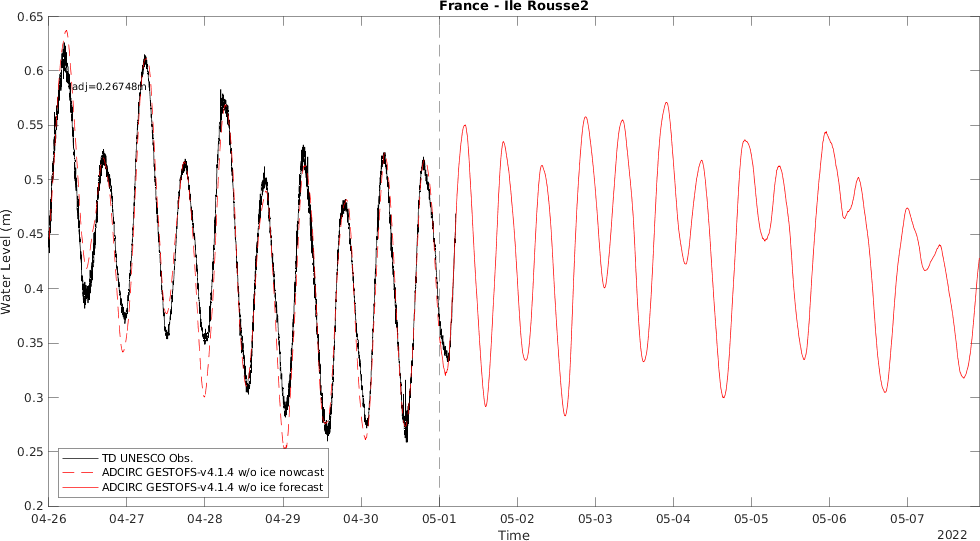 France - Ile Rousse2
0.65
0.6
0.55
0.5
0.45
0.4
0.35
0.3
0.25
0.2
Water Level (m)
adj=0.26748m
TD UNESCO Obs.
ADCIRC GESTOFS-v4.1.4 w/o ice nowcast
ADCIRC GESTOFS-v4.1.4 w/o ice forecast
04-26 04-27 04-28 04-29 04-30 05-01 05-02 05-03 05-04 05-05 05-06 05-07
Time
2022